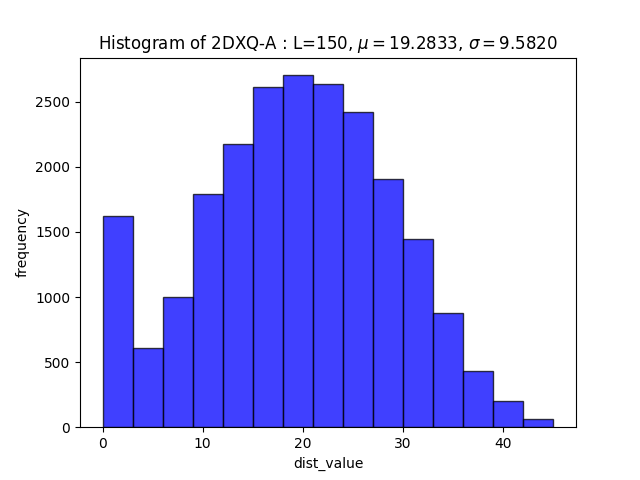 Histogram of 2DXQ-A : L=150, μ = 19.2833, σ = 9.5820
frequency
2500
2000
1500
1000
500
0
0 10 20 30 40
dist_value